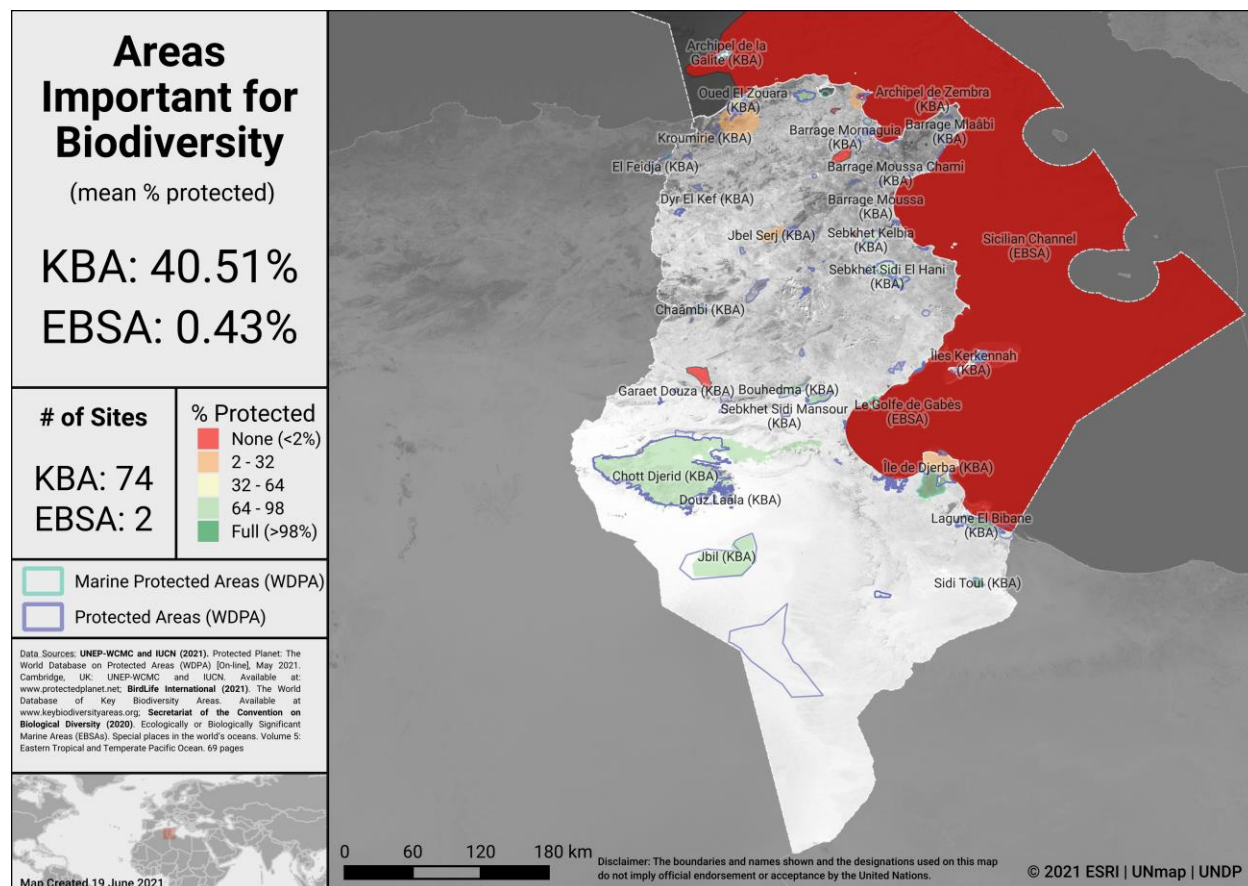 Areas
Important for
Biodiversity
(mean % protected)
KBA: 40.51%
EBSA: 0.43%
# of Sites
KBA: 74
EBSA: 2
% Protected
None (<2%)
2 - 32
32 - 64
64 - 98
Full (>98%)
Marine Protected Areas (WDPA)
Protected Areas (WDPA)
Data Sources: UNEP-WCMC and IUCN (2021). Protected Planet: The
World Database on Protected Areas (WDPA) [On-line], May 2021.
Cambridge, UK: UNEP-WCMC and IUCN. Available at:
www.protectedplanet.net; BirdLife International (2021). The World
Database of Key Biodiversity Areas. Available at
www.keybiodiversityareas.org; Secretariat of the Convention on
Biological Diversity (2020). Ecologically or Biologically Significant
Marine Areas (EBSAs). Special places in the world's oceans. Volume 5:
Eastern Tropical and Temperate Pacific Ocean. 69 pages
Map Created 19 June 2021
Archipel de la
Galite (KBA)
Oued El Zouara
(KBA)
Archipel de Zembra
(KBA)
Kroumirie (KBA)
Barrage Mornaguia
(KBA)
Barrage Mlaâbi
(KBA)
El Feidja (KBA)
Barrage Moussa Chami
(KBA)
Dyr El Kef (KBA)
Barrage Moussa
(KBA)
Jbel Serj (KBA)
Sebkhet Kelbia
(KBA)
Sicilian Channel
(EBSA)
Sebkhet Sidi El Hani
(KBA)
Chaâmbi (KBA)
Îles Kerkennah
(KBA)
Garaet Douza (KBA)
Bouhedma (KBA)
Sebkhet Sidi Mansour
(KBA)
Le Golfe de Gabès
(EBSA)
Chott Djerid (KBA)
Île de Djerba (KBA)
Douz Laâla (KBA)
Lagune El Bibane
(KBA)
Jbil (KBA)
Sidi Toui (KBA)
0 60 120 180 km
Disclaimer: The boundaries and names shown and the designations used on this map
do not imply official endorsement or acceptance by the United Nations.
© 2021 ESRI | UNmap | UNDP